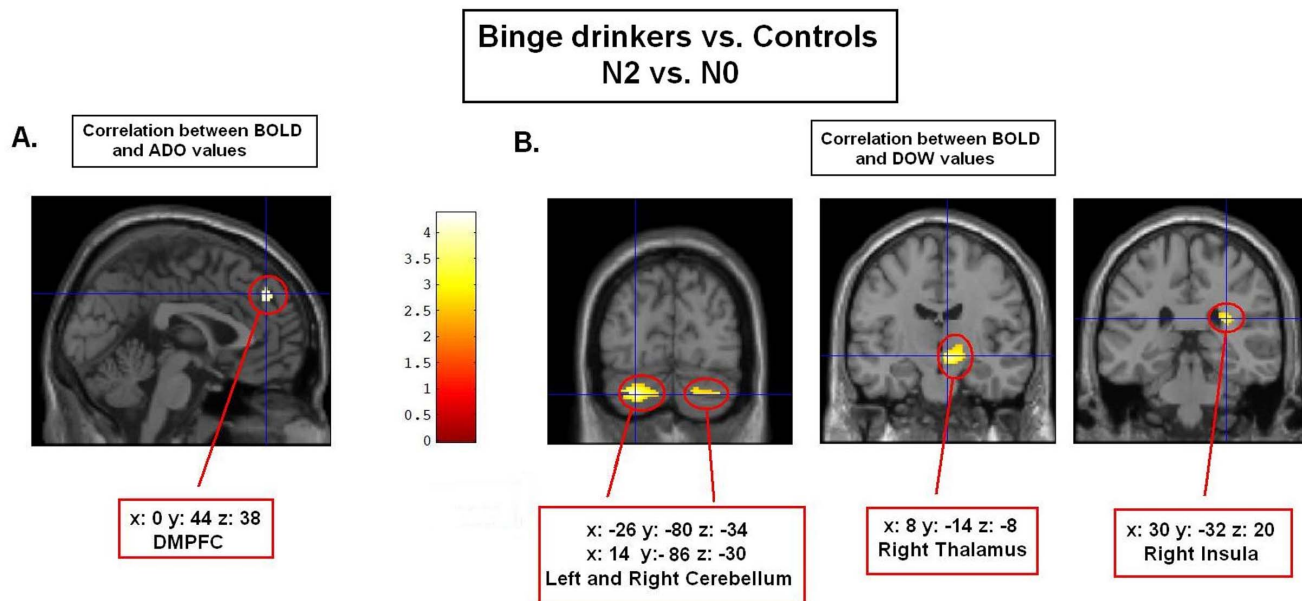 Binge drinkers vs. Controls
N2 vs. N0
A.
Correlation between BOLD
and ADO values
B.
Correlation between BOLD
and DOW values
4
3.5
3
2.5
2
1.5
1
0.5
0
x: 0 y: 44 z: 38
DMPFC
x: -26 y: -80 z: -34
x: 14 y:- 86 z: -30
Left and Right Cerebellum
x: 8 y: -14 z: -8
Right Thalamus
x: 30 y: -32 z: 20
Right Insula